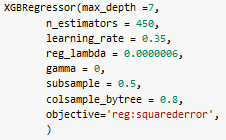 XGBRegressor(max_depth =7,
n_estimators = 450,
learning_rate = 0.35,
reg_lambda = 0.0000006,
gamma = 0,
subsample = 0.5,
colsample_bytree = 0.8,
objective='reg:squarederror',
)